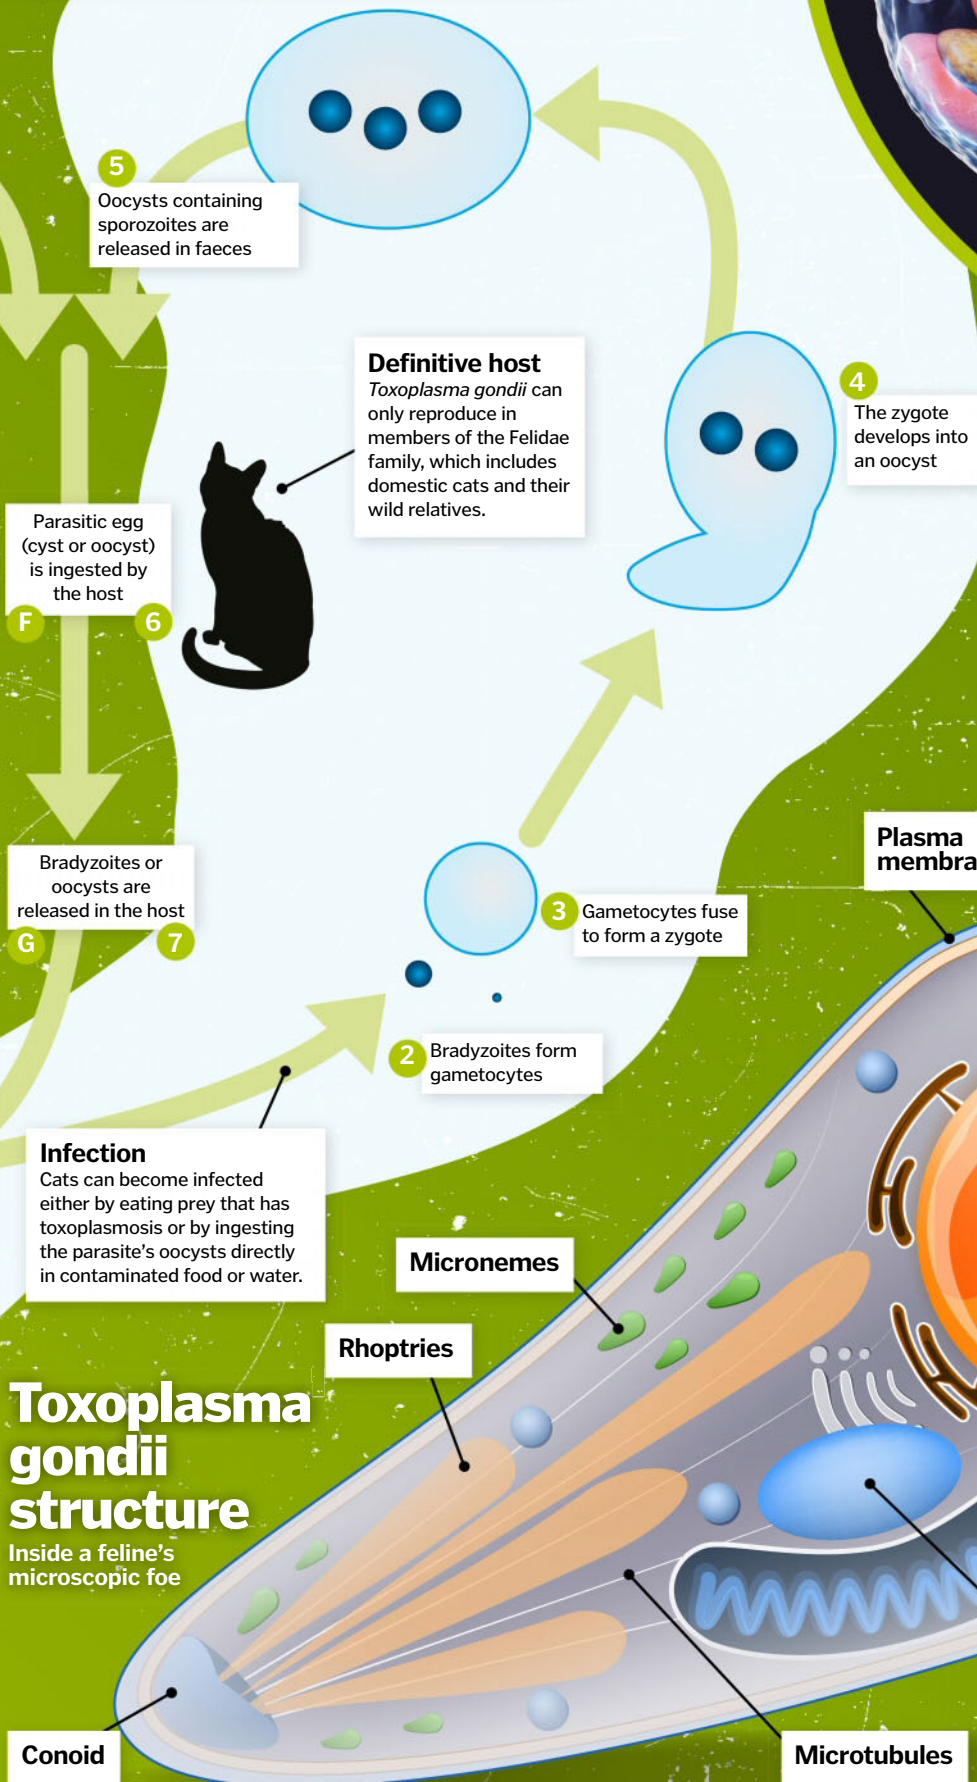 5
Oocysts containing
sporozoites are
released in faeces
Definitive host
Toxoplasma gondii can
only reproduce in
members of the Felidae
family, which includes
domestic cats and their
wild relatives.
4
The zygote
develops into
an oocyst
Parasitic egg
(cyst or oocyst)
is ingested by
the host
F
6
Bradyzoites or
oocysts are
released in the host
G
7
3
Gametocytes fuse
to form a zygote
2
Bradyzoites form
gametocytes
Infection
Cats can become infected
either by eating prey that has
toxoplasmosis or by ingesting
the parasite's oocysts directly
in contaminated food or water.
Plasma
membra
Micronemes
Rhoptries
Toxoplasma
gondii
structure
Inside a feline's
microscopic foe
Conoid
Microtubules